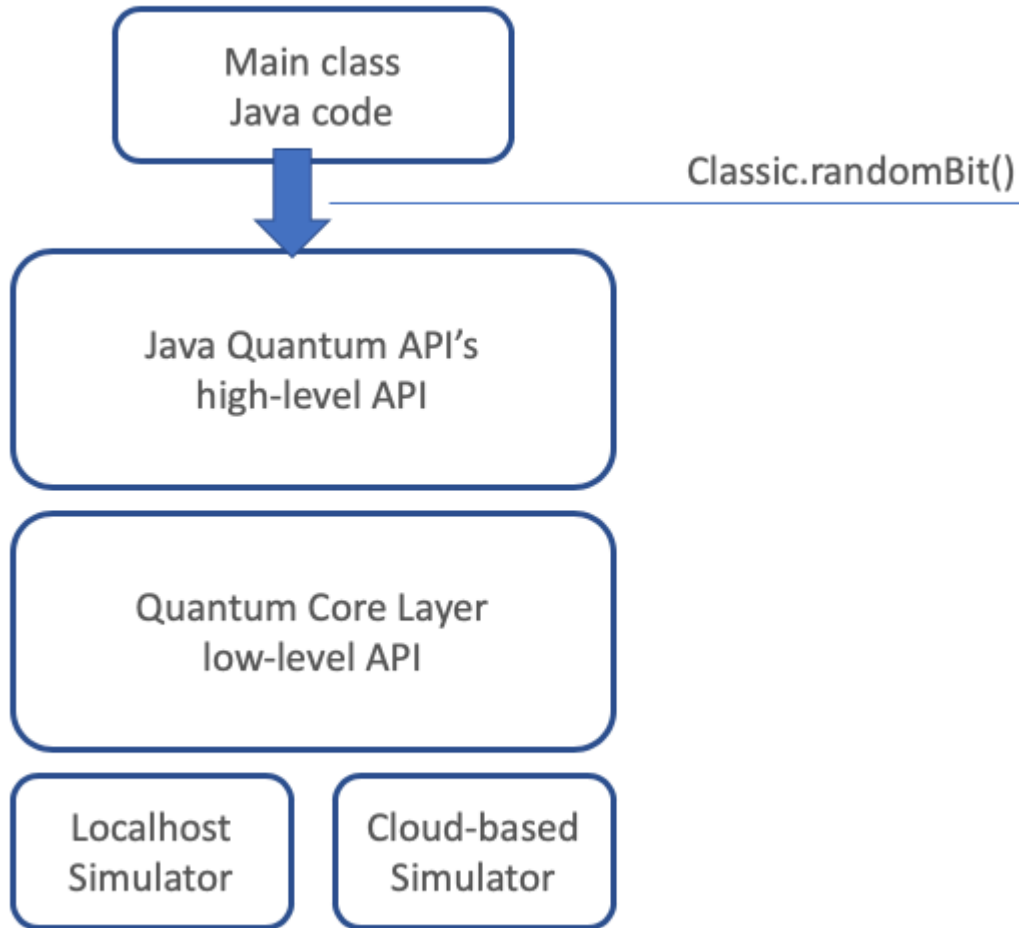 Main class
Java code
Classic.randomBit()
Java Quantum API’s
high-level API
Quantum Core Layer
low-level API
Localhost
Simulator
Cloud-based
Simulator